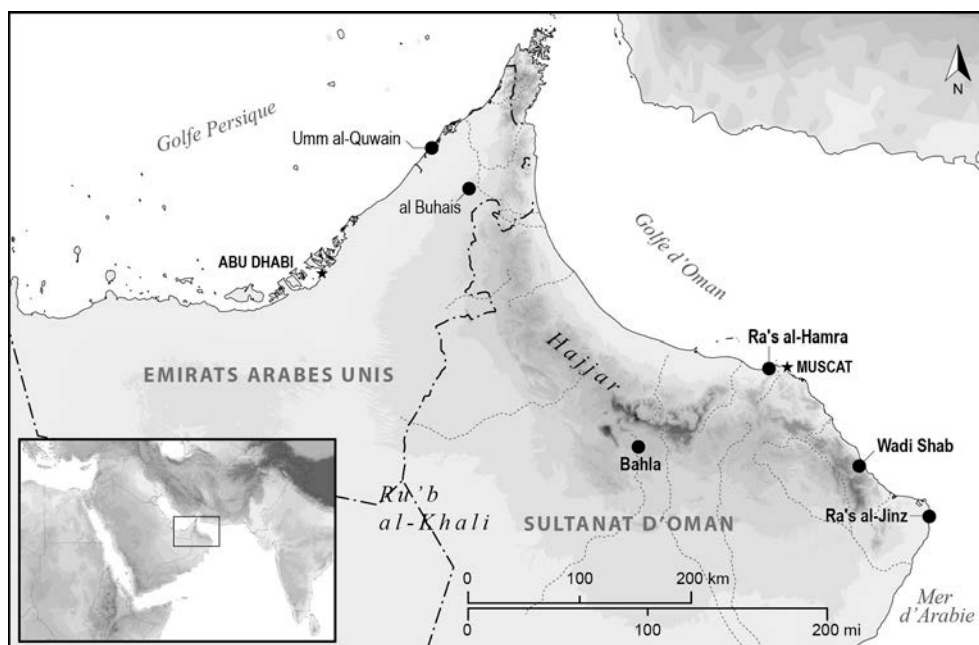 N
Golfe Persique
Umm al-Quwain
al Buhais
Golfe d'Oman
ABU DHABI
Ra's al-Hamra
MUSCAT
Hajjar
EMIRATS ARABES UNIS
Wadi Shab
Bahla
Ru'b
al-Khali
SULTANAT D'OMAN
Ra's al-Jinz
0 100 200 km
0 100 200 mi
Mer
d'Arabie